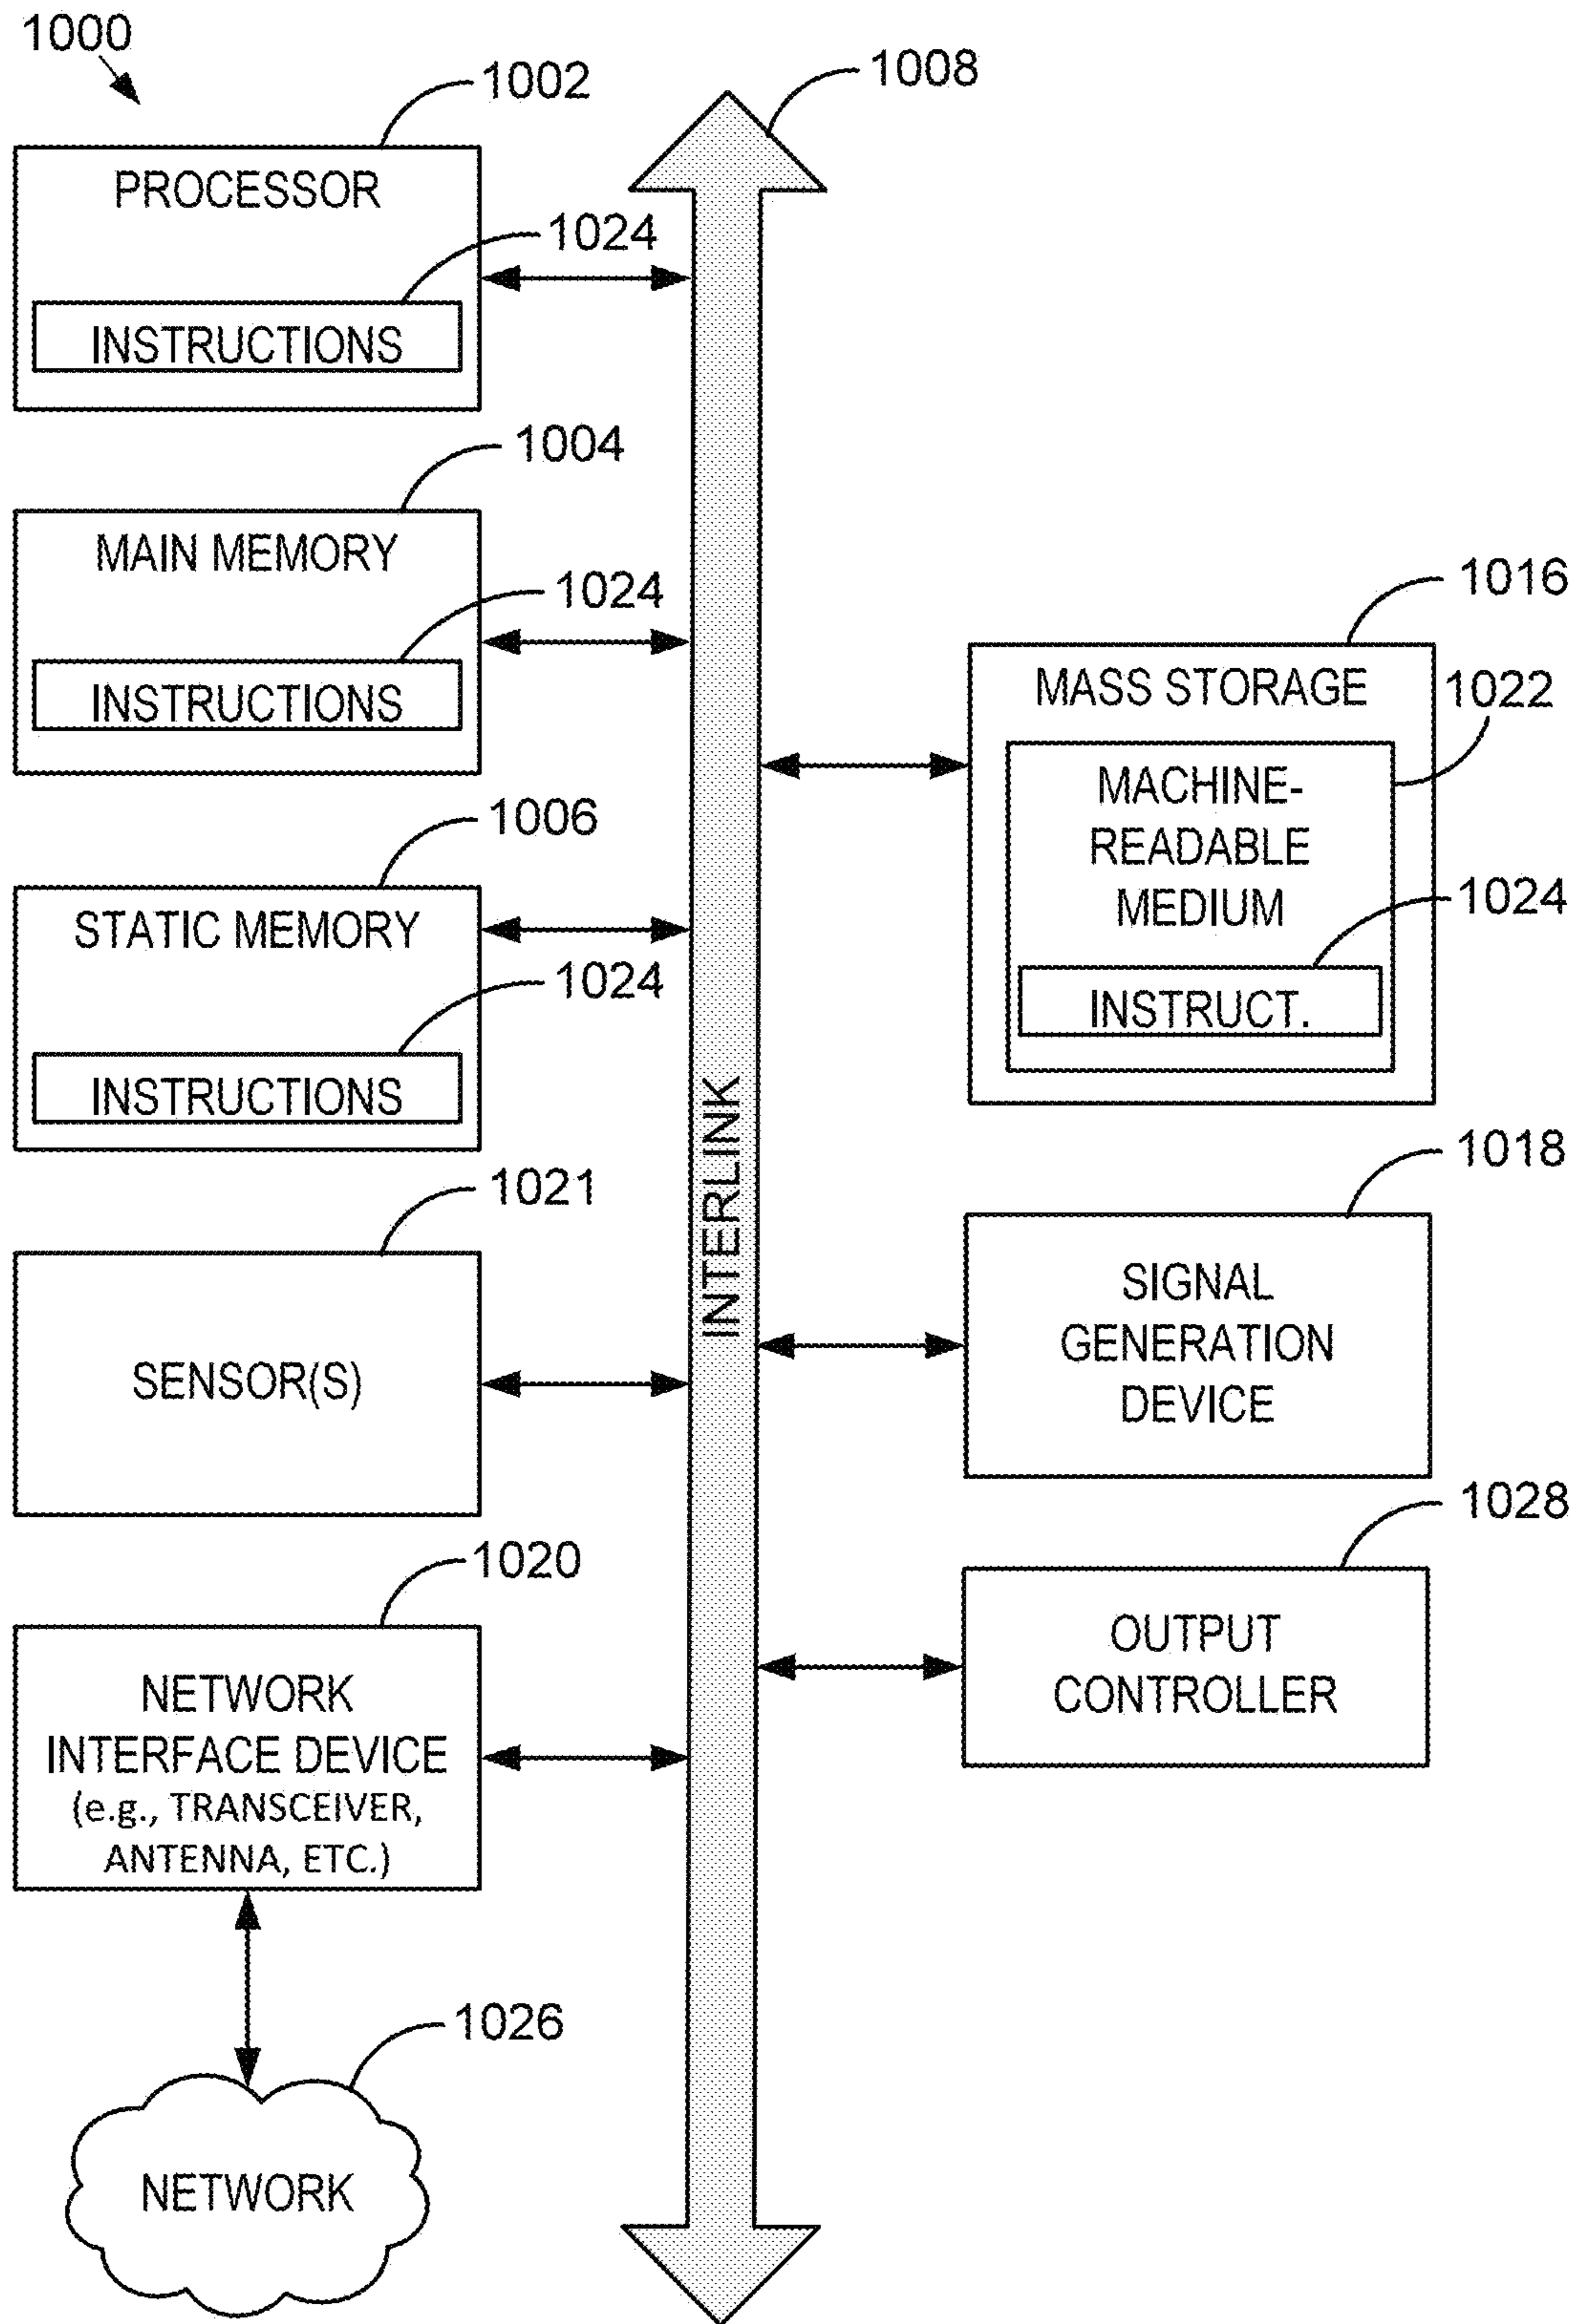 1000
1002
PROCESSOR
1024
INSTRUCTIONS
1004
MAIN MEMORY
1024
INSTRUCTIONS
1006
STATIC MEMORY
1024
INSTRUCTIONS
1021
SENSOR(S)
1020
NETWORK
INTERFACE DEVICE
(e.g., TRANSCEIVER,
ANTENNA, ETC.)
1026
NETWORK
1008
INTERLINK
1016
MASS STORAGE
1022
MACHINE-
READABLE
MEDIUM
1024
INSTRUCT.
1018
SIGNAL
GENERATION
DEVICE
1028
OUTPUT
CONTROLLER